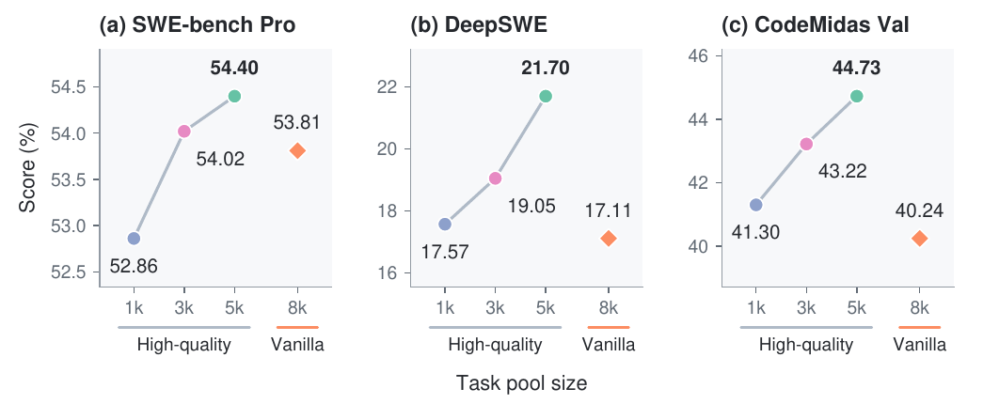 (a) SWE-bench Pro
(b) DeepSWE
(c) CodeMidas Val
Score (%)
54.5
54.0
53.5
53.0
52.5
54.40
53.81
54.02
52.86
1k 3k 5k 8k
High-quality Vanilla
22
20
18
16
21.70
19.05
17.11
17.57
1k 3k 5k 8k
High-quality Vanilla
46
44
42
40
44.73
43.22
40.24
41.30
1k 3k 5k 8k
High-quality Vanilla
Task pool size